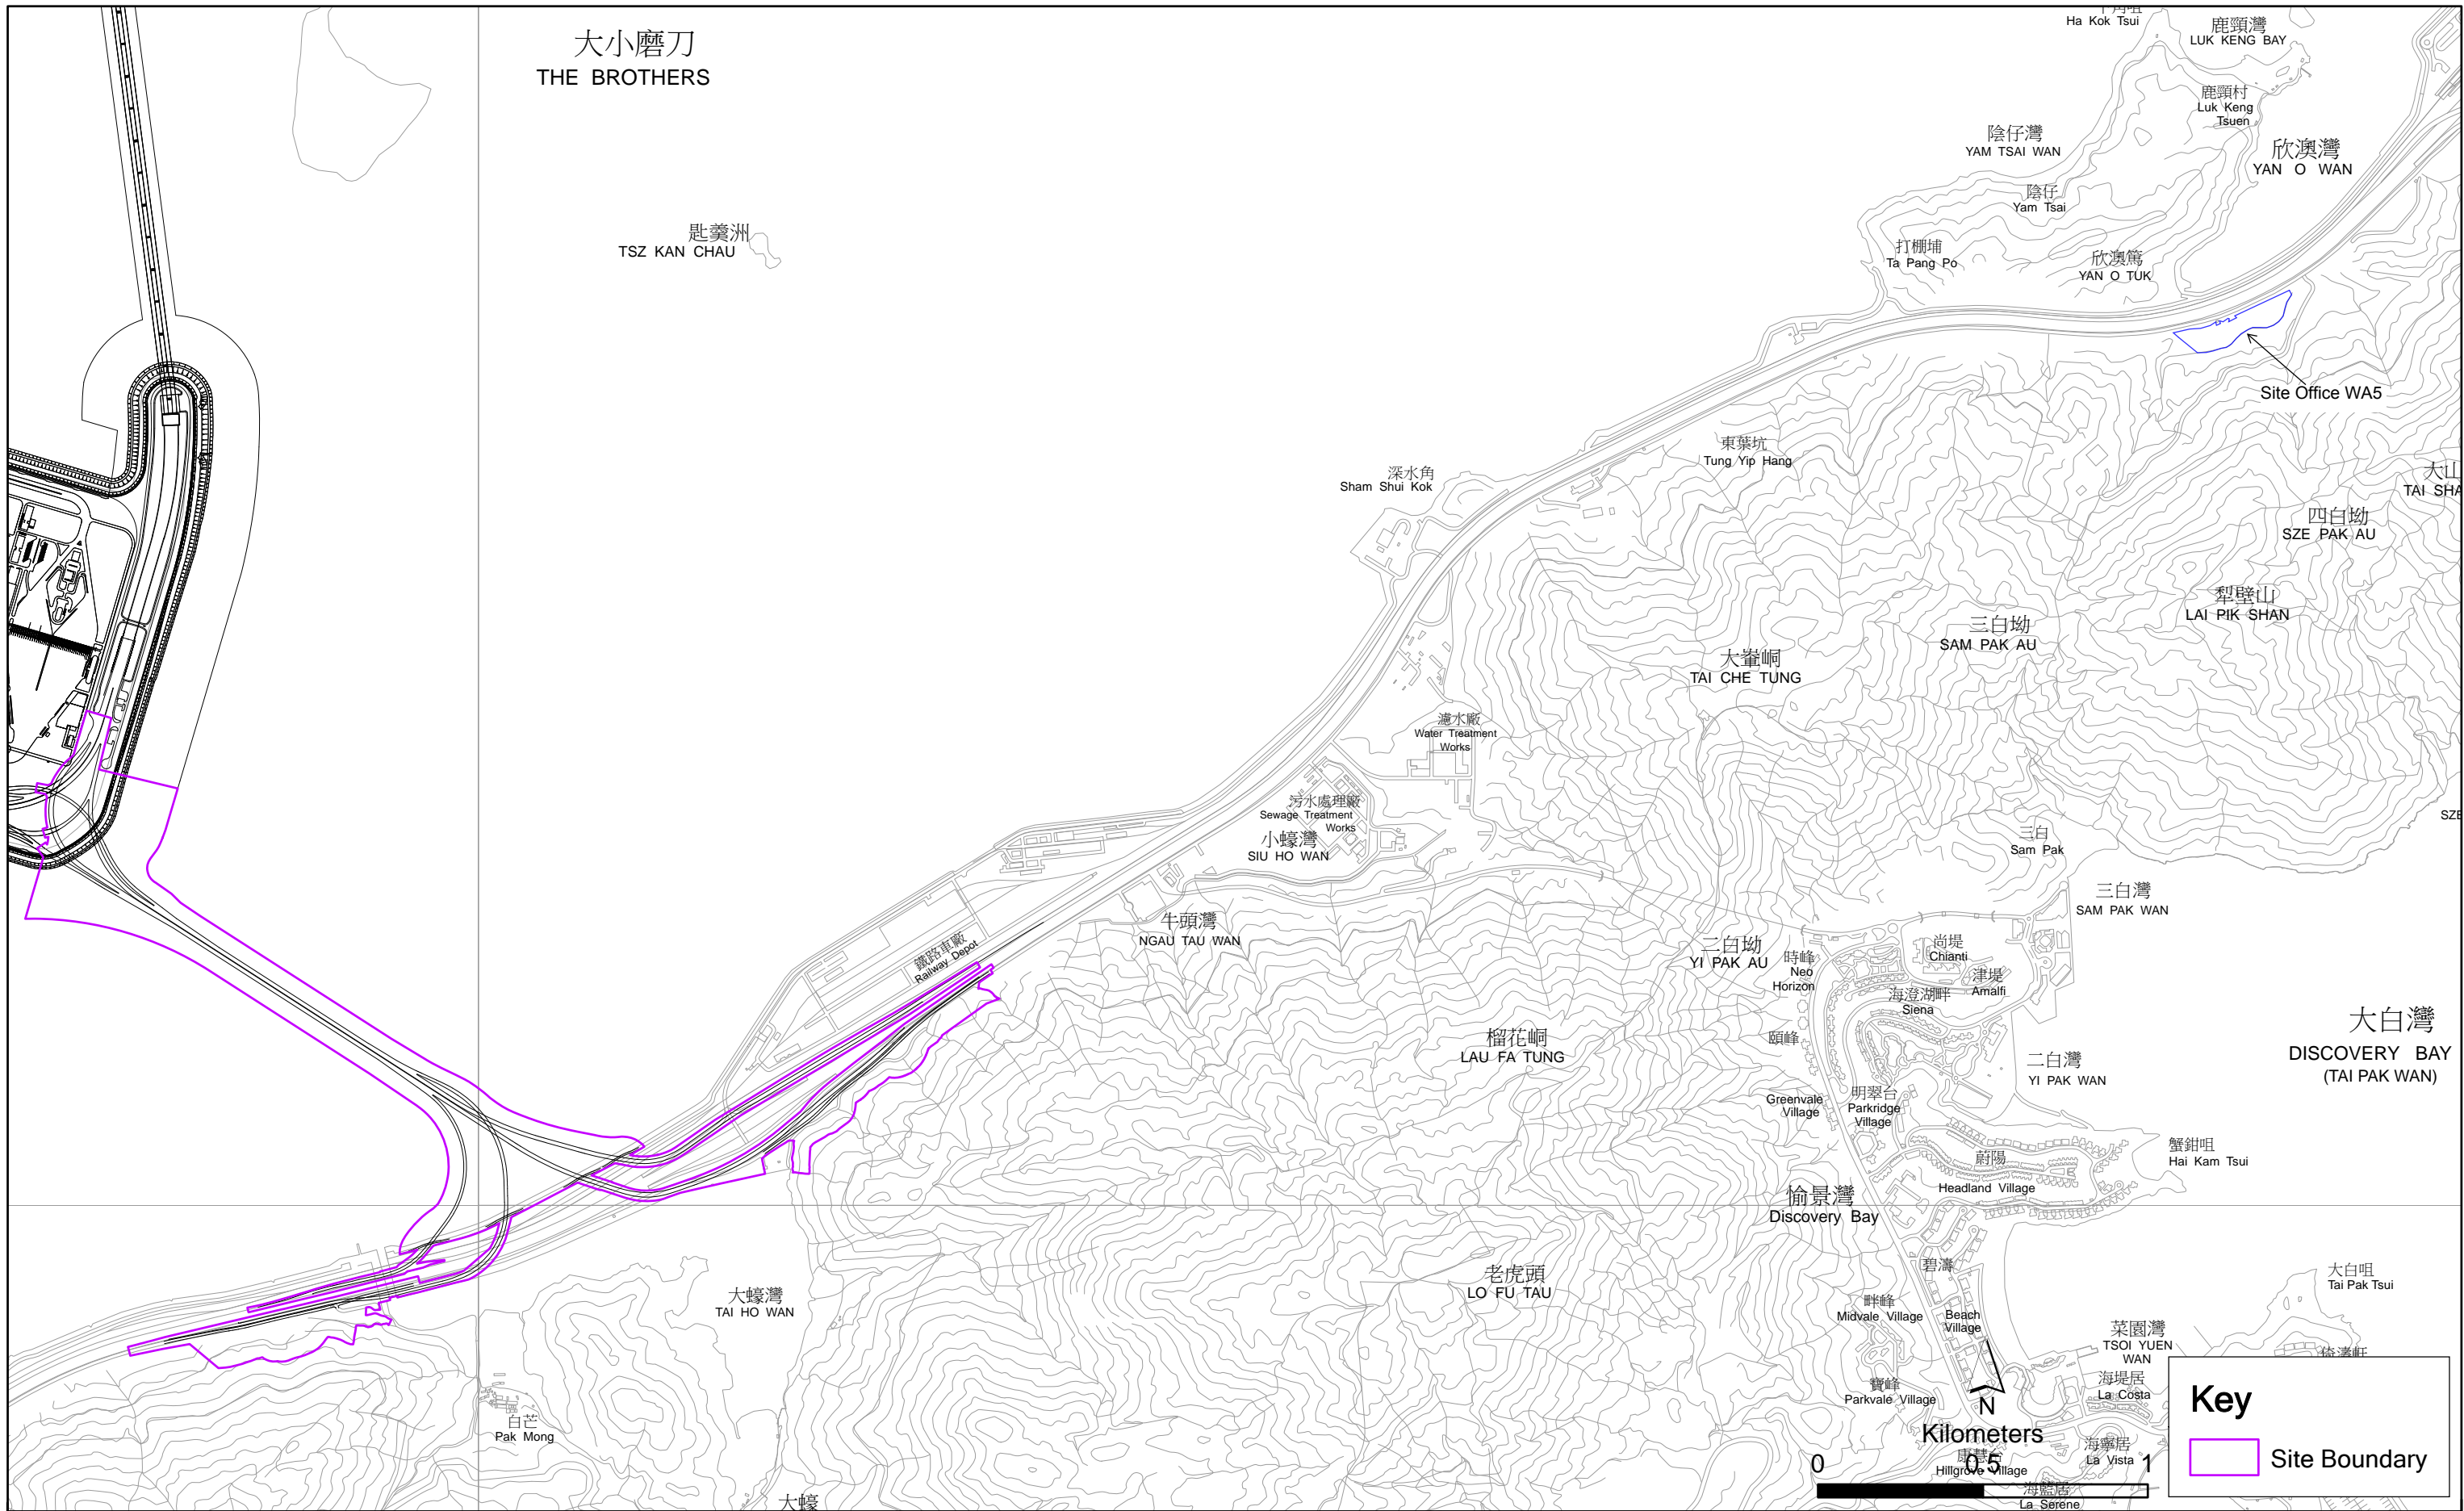 大小磨刀
THE BROTHERS
Ha Kok Tsui
鹿頸灣
LUK KENG BAY
鹿頸村
Luk Keng
Tsuen
陰仔灣
YAM TSAI WAN
欣澳灣
YAN O WAN
陰仔
Yam Tsai
匙羹洲
TSZ KAN CHAU
打棚埔
Ta Pang Po
欣澳篤
YAN O TUK
Site Office WA5
東葉坑
Tung Yip Hang
深水角
Sham Shui Kok
大山
TAI SHA
四白坳
SZE PAK AU
犁壁山
LAI PIK SHAN
三白坳
SAM PAK AU
大輋峒
TAI CHE TUNG
濾水廠
Water Treatment
Works
污水處理廠
Sewage Treatment
Works
小蠔灣
SIU HO WAN
SZE
三白
Sam Pak
三白灣
SAM PAK WAN
牛頭灣
NGAU TAU WAN
鐵路車廠
Railway Depot
二白坳
YI PAK AU
時峰
Neo
Horizon
尚堤
Chianti
津堤
Amalfi
海澄湖畔
Siena
榴花峒
LAU FA TUNG
頤峰
大白灣
DISCOVERY BAY
(TAI PAK WAN)
二白灣
YI PAK WAN
Greenvale
Village
明翠台
Parkridge
Village
蟹鉗咀
Hai Kam Tsui
蔚陽
Headland Village
愉景灣
Discovery Bay
碧濤
老虎頭
LO FU TAU
大蠔灣
TAI HO WAN
大白咀
Tai Pak Tsui
畔峰
Midvale Village
Beach
Village
菜園灣
TSOI YUEN
WAN
海堤居
La Costa
寶峰
Parkvale Village
白芒
Pak Mong
N
Kilometers
0 0.5 1
Hillgrove Village
海寧居
La Vista
海藍居
La Serene
大蠔
Key
Site Boundary